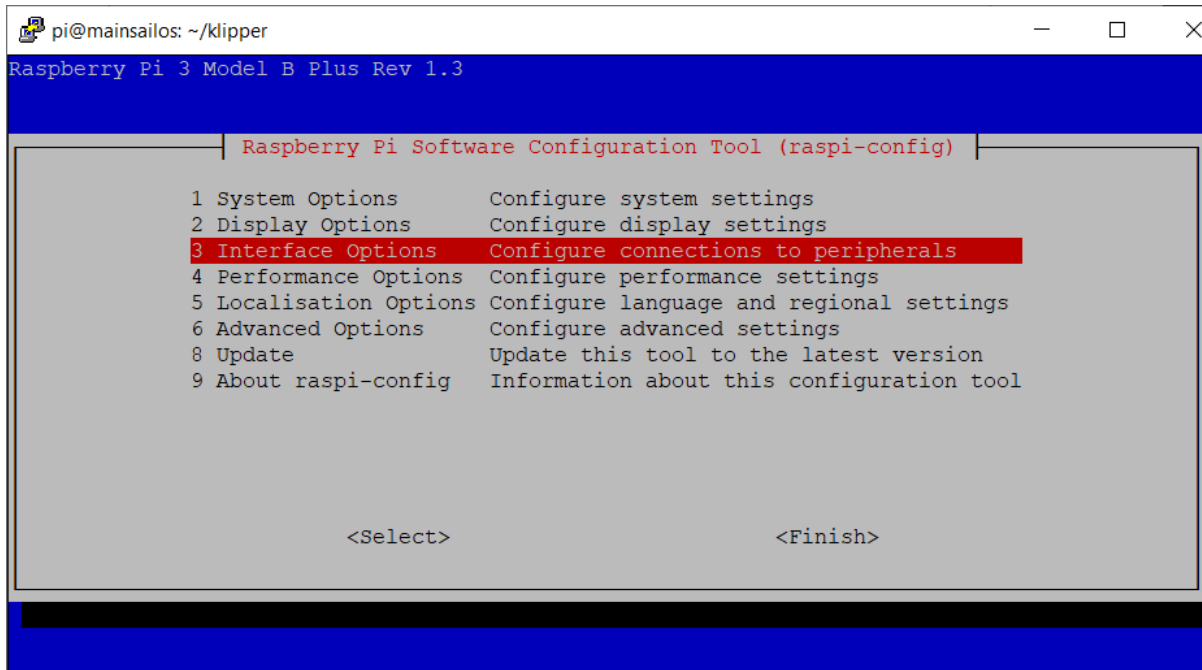 pi@mainsailos: ~/klipper
Raspberry Pi 3 Model B Plus Rev 1.3
Raspberry Pi Software Configuration Tool (raspi-config)
1 System Options Configure system settings
2 Display Options Configure display settings
3 Interface Options Configure connections to peripherals
4 Performance Options Configure performance settings
5 Localisation Options Configure language and regional settings
6 Advanced Options Configure advanced settings
8 Update Update this tool to the latest version
9 About raspi-config Information about this configuration tool
<Select> <Finish>